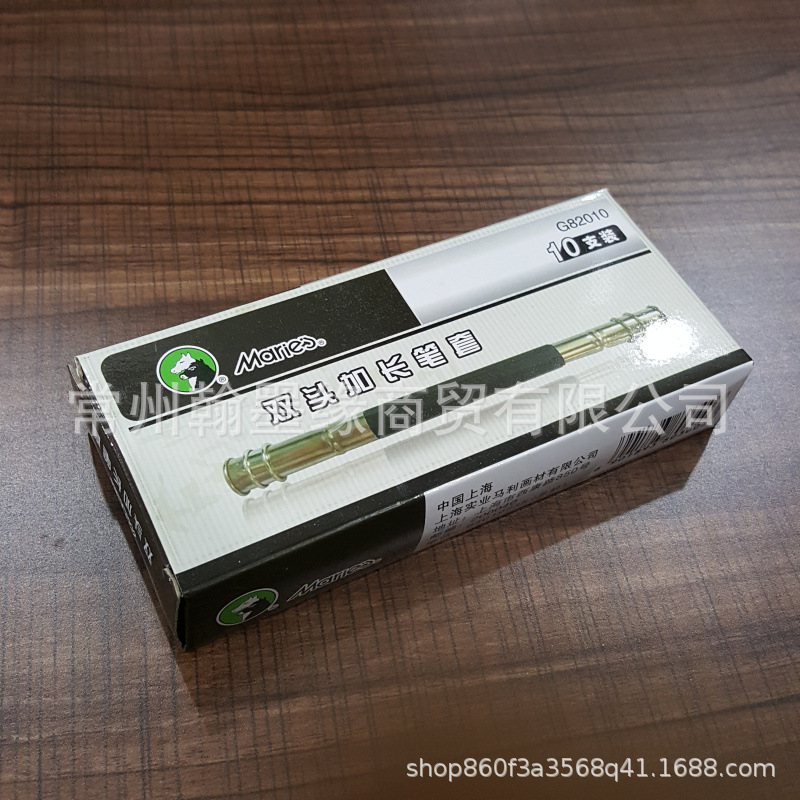 G82010
10支装
Maries®
双头加长笔套
常州翰墨缘商贸有限公司
中国上海
上海实业马利画材有限公司
Maries®
shop860f3a3568q41.1688.com